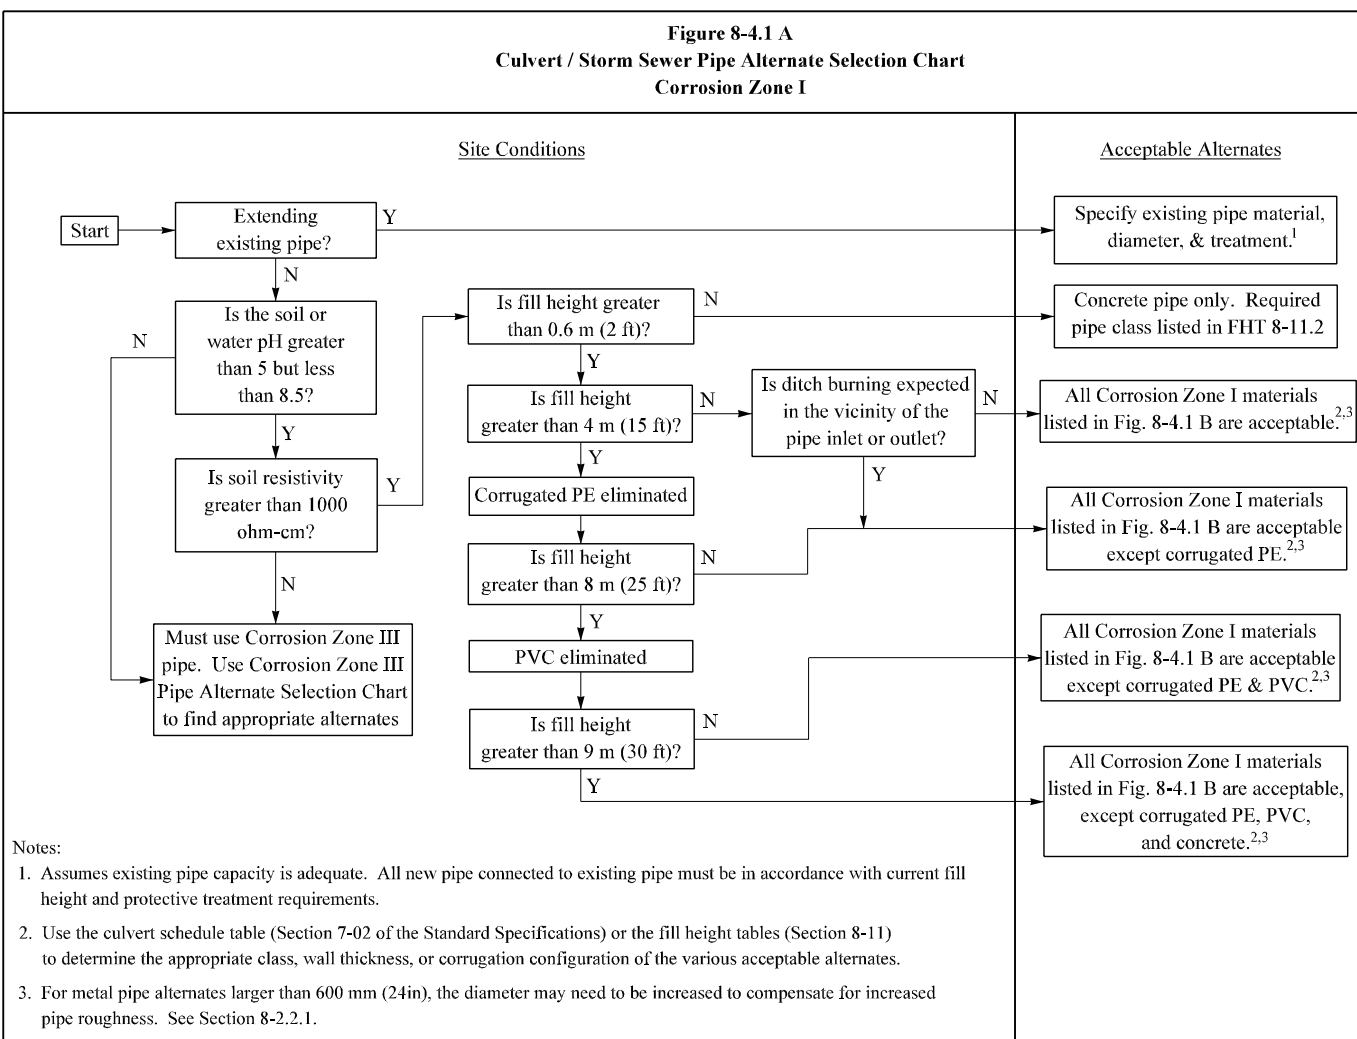 Figure 8-4.1 A
Culvert / Storm Sewer Pipe Alternate Selection Chart
Corrosion Zone I
Site Conditions
Acceptable Alternates
Start
Extending
existing pipe?
Y
N
Specify existing pipe material,
diameter, & treatment.1
Is the soil or
water pH greater
than 5 but less
than 8.5?
N
Y
Is soil resistivity
greater than 1000
ohm-cm?
Y
N
Must use Corrosion Zone III
pipe. Use Corrosion Zone III
Pipe Alternate Selection Chart
to find appropriate alternates
Is fill height greater
than 0.6 m (2 ft)?
N
Y
Concrete pipe only. Required
pipe class listed in FHT 8-11.2
Is fill height
greater than 4 m (15 ft)?
N
Y
Is ditch burning expected
in the vicinity of the
pipe inlet or outlet?
N
Y
All Corrosion Zone I materials
listed in Fig. 8-4.1 B are acceptable.2,3
Corrugated PE eliminated
Is fill height
greater than 8 m (25 ft)?
N
Y
All Corrosion Zone I materials
listed in Fig. 8-4.1 B are acceptable
except corrugated PE.2,3
PVC eliminated
Is fill height
greater than 9 m (30 ft)?
N
Y
All Corrosion Zone I materials
listed in Fig. 8-4.1 B are acceptable
except corrugated PE & PVC.2,3
All Corrosion Zone I materials
listed in Fig. 8-4.1 B are acceptable,
except corrugated PE, PVC,
and concrete.2,3
Notes:
1. Assumes existing pipe capacity is adequate. All new pipe connected to existing pipe must be in accordance with current fill
height and protective treatment requirements.
2. Use the culvert schedule table (Section 7-02 of the Standard Specifications) or the fill height tables (Section 8-11)
to determine the appropriate class, wall thickness, or corrugation configuration of the various acceptable alternates.
3. For metal pipe alternates larger than 600 mm (24in), the diameter may need to be increased to compensate for increased
pipe roughness. See Section 8-2.2.1.